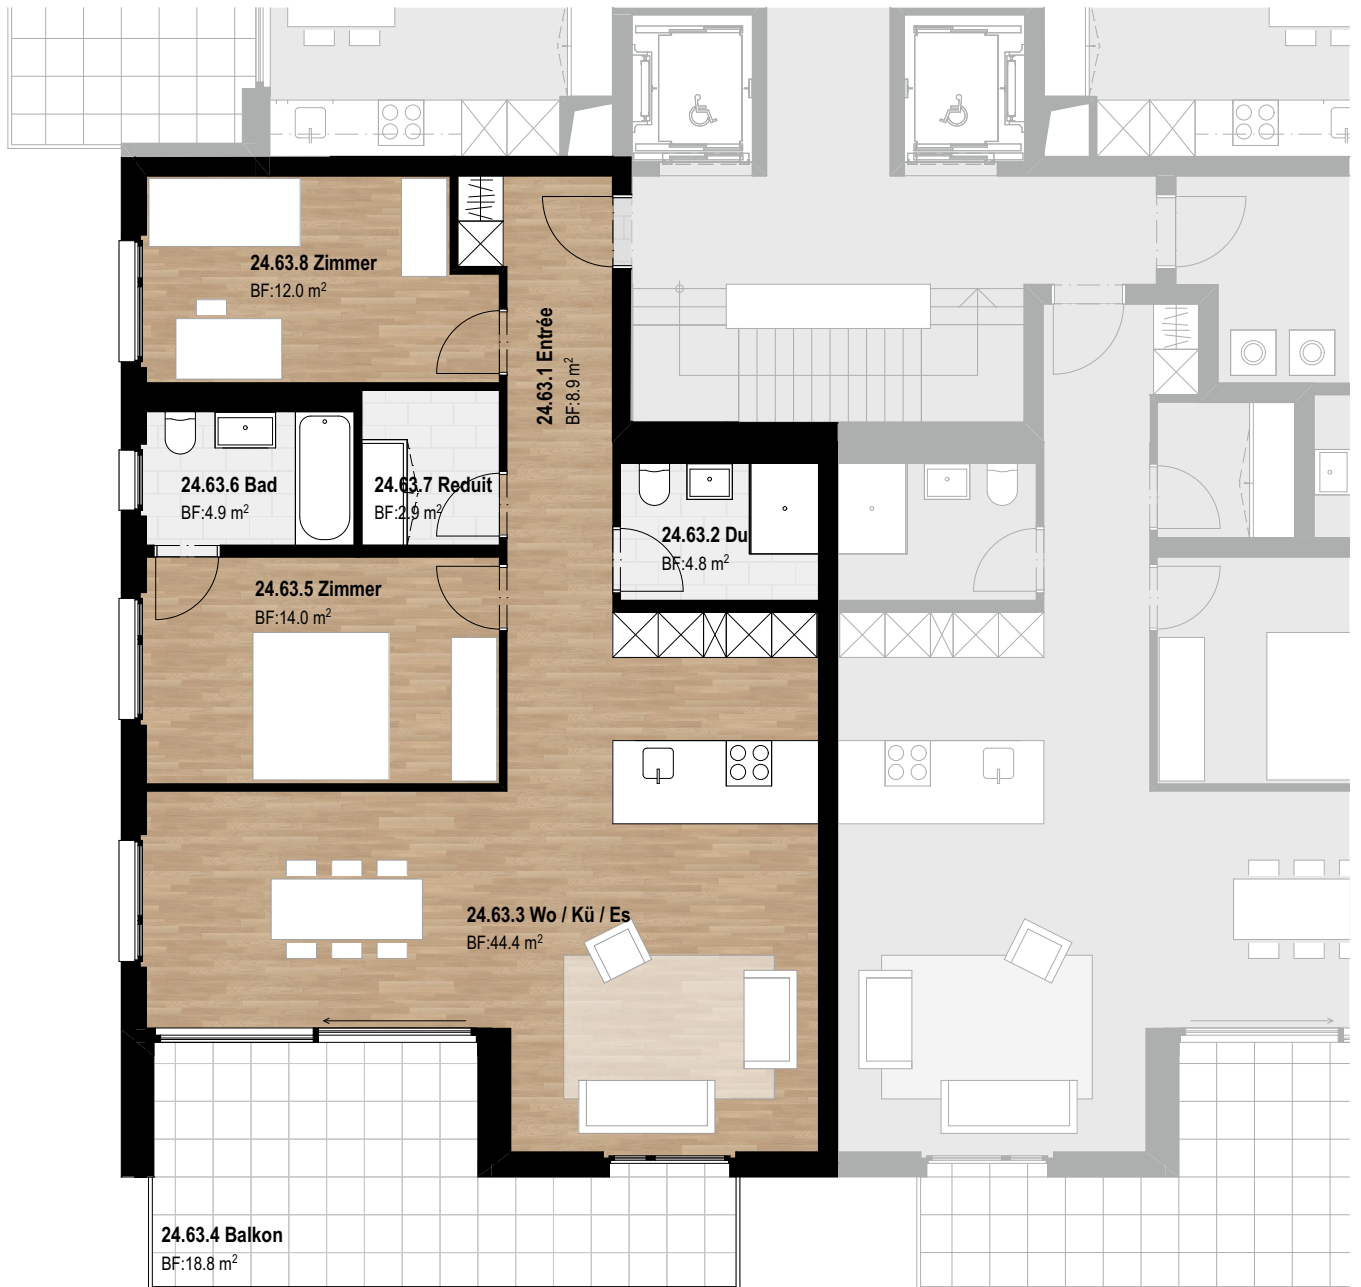 24.63.8 Zimmer
BF:12.0 m²
24.63.1 Entrée
BF:8.9 m²
24.63.6 Bad
BF:4.9 m²
24.63.7 Reduit
BF:2.9 m²
24.63.2 Du
BF:4.8 m²
24.63.5 Zimmer
BF:14.0 m²
24.63.3 Wo / Kü / Es
BF:44.4 m²
24.63.4 Balkon
BF:18.8 m²